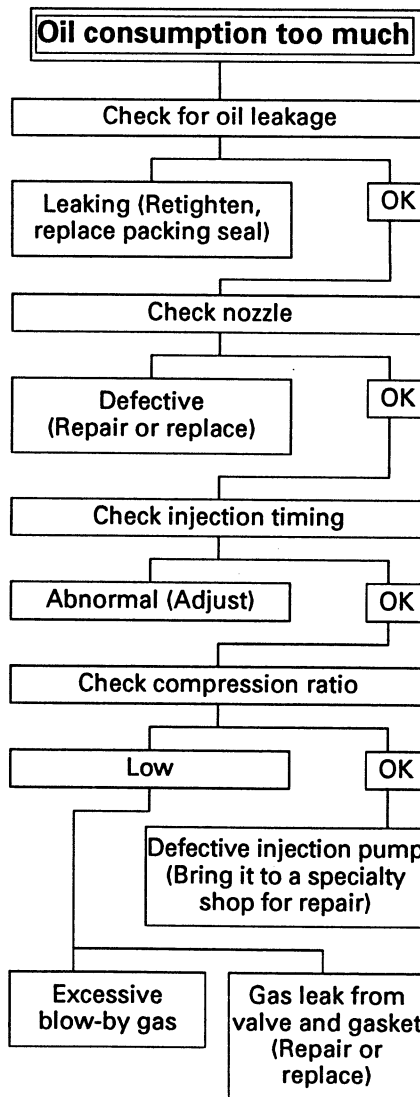 Oil consumption too much
Check for oil leakage
Leaking (Retighten,
replace packing seal)
OK
Check nozzle
Defective
(Repair or replace)
OK
Check injection timing
Abnormal (Adjust)
OK
Check compression ratio
Low
OK
Defective injection pump
(Bring it to a specialty
shop for repair)
Excessive
blow-by gas
Gas leak from
valve and gasket
(Repair or
replace)